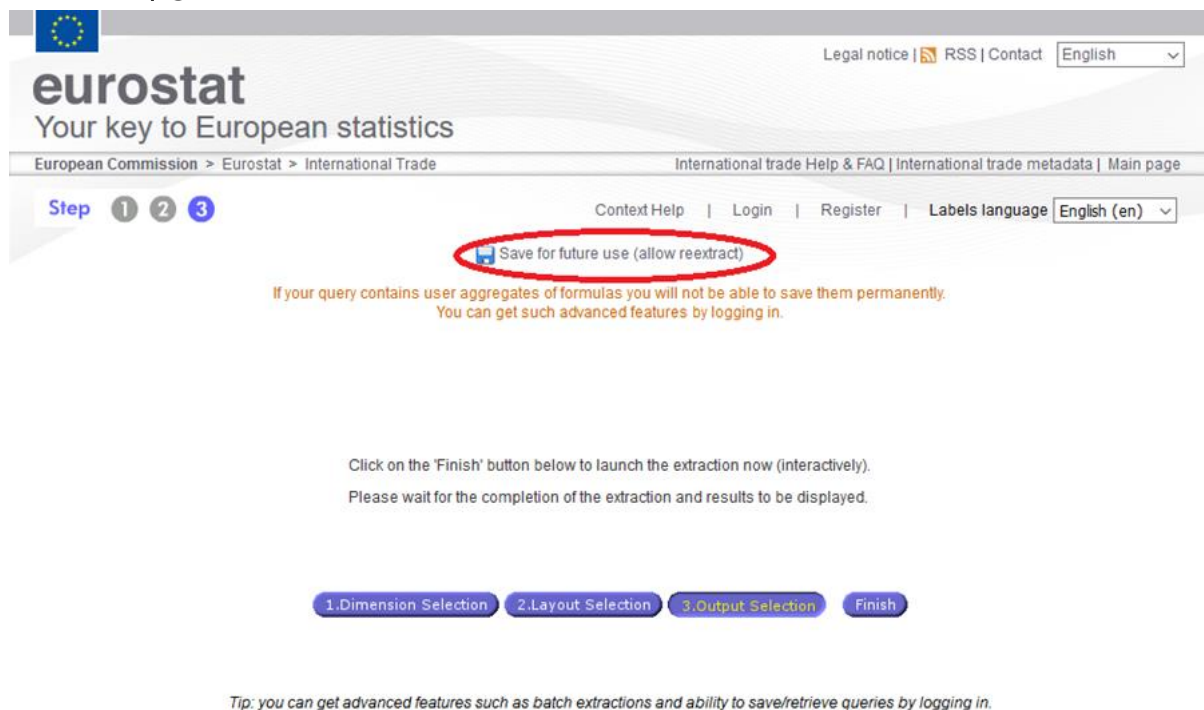 Legal notice | RSS | Contact English
eurostat
Your key to European statistics
European Commission > Eurostat > International Trade International trade Help & FAQ | International trade metadata | Main page
Step 1 2 3 Context Help | Login | Register | Labels language English (en)
Save for future use (allow reextract)
If your query contains user aggregates of formulas you will not be able to save them permanently.
You can get such advanced features by logging in.
Click on the 'Finish' button below to launch the extraction now (interactively).
Please wait for the completion of the extraction and results to be displayed.
1.Dimension Selection 2.Layout Selection 3.Output Selection Finish
Tip: you can get advanced features such as batch extractions and ability to save/retrieve queries by logging in.